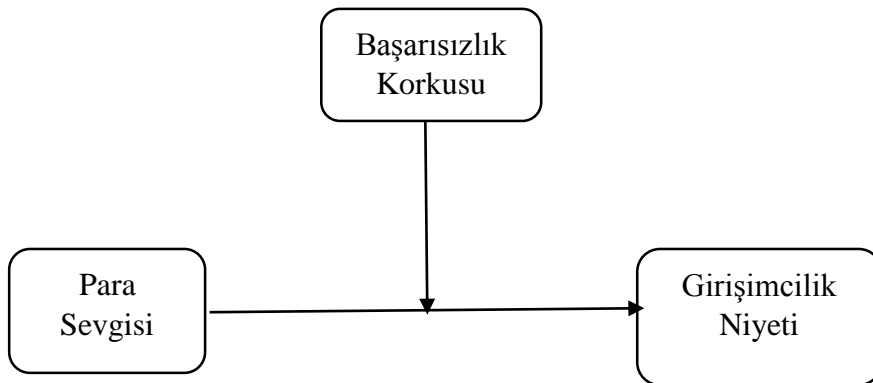 Başarısızlık
Korkusu
Para
Sevgisi
Girişimcilik
Niyeti